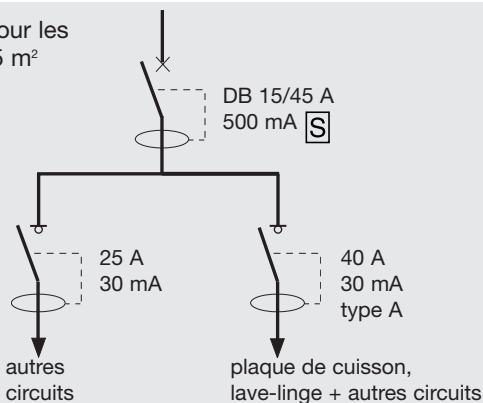 our les
5 m²
DB 15/45 A
500 mA S
25 A
30 mA
40 A
30 mA
type A
autres
circuits
plaque de cuisson,
lave-linge + autres circuits